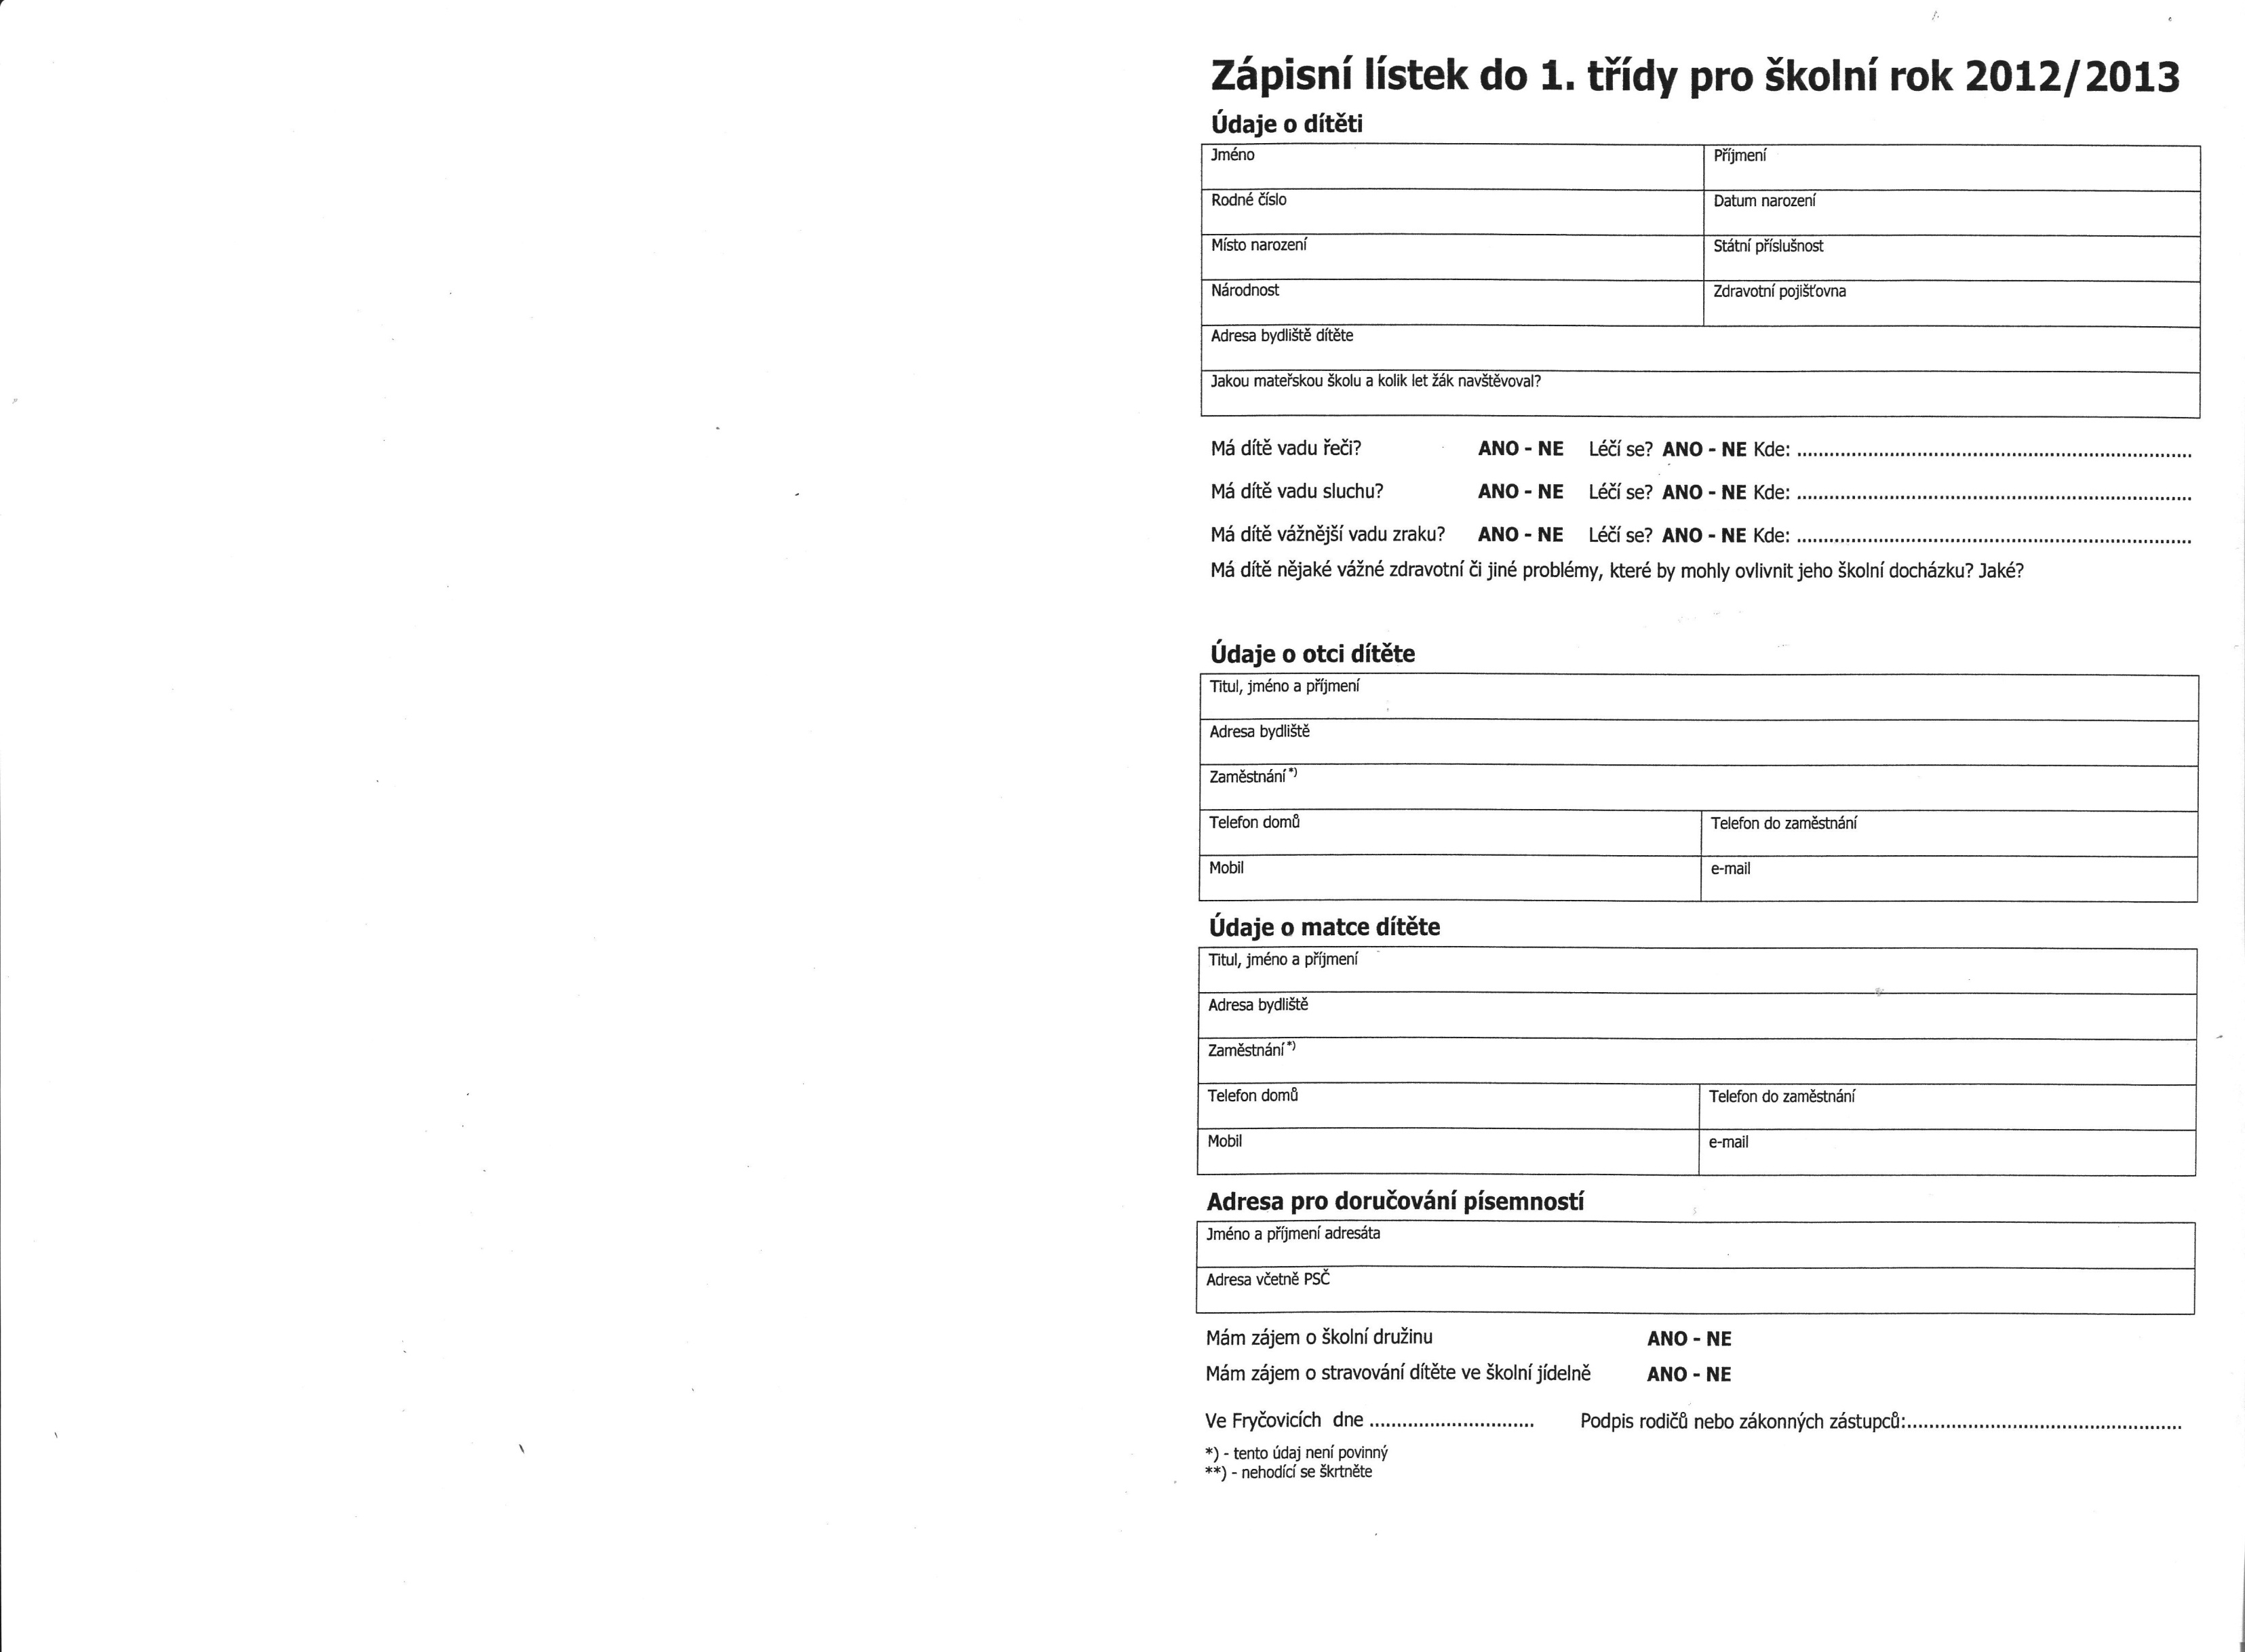 Zápisní lístek do 1. třídy pro školní rok 2012/2013
Údaje o dítěti
Jméno Příjmení
Rodné číslo Datum narození
Místo narození Státní příslušnost
Národnost Zdravotní pojišťovna
Adresa bydliště dítěte
Jakou mateřskou školu a kolik let žák navštěvoval?
Má dítě vadu řeči? ANO - NE Léčí se? ANO - NE Kde: ........................................................................
Má dítě vadu sluchu? ANO - NE Léčí se? ANO - NE Kde: ........................................................................
Má dítě vážnější vadu zraku? ANO - NE Léčí se? ANO - NE Kde: ........................................................................
Má dítě nějaké vážné zdravotní či jiné problémy, které by mohly ovlivnit jeho školní docházku? Jaké?
Údaje o otci dítěte
Titul, jméno a příjmení
Adresa bydliště
Zaměstnání*)
Telefon domů Telefon do zaměstnání
Mobil e-mail
Údaje o matce dítěte
Titul, jméno a příjmení
Adresa bydliště
Zaměstnání*)
Telefon domů Telefon do zaměstnání
Mobil e-mail
Adresa pro doručování písemností
Jméno a příjmení adresáta
Adresa včetně PSČ
Mám zájem o školní družinu ANO - NE
Mám zájem o stravování dítěte ve školní jídelně ANO - NE
Ve Fryčovicích dne .............................. Podpis rodičů nebo zákonných zástupců:..................................................
*) - tento údaj není povinný
**) - nehodící se škrtněte